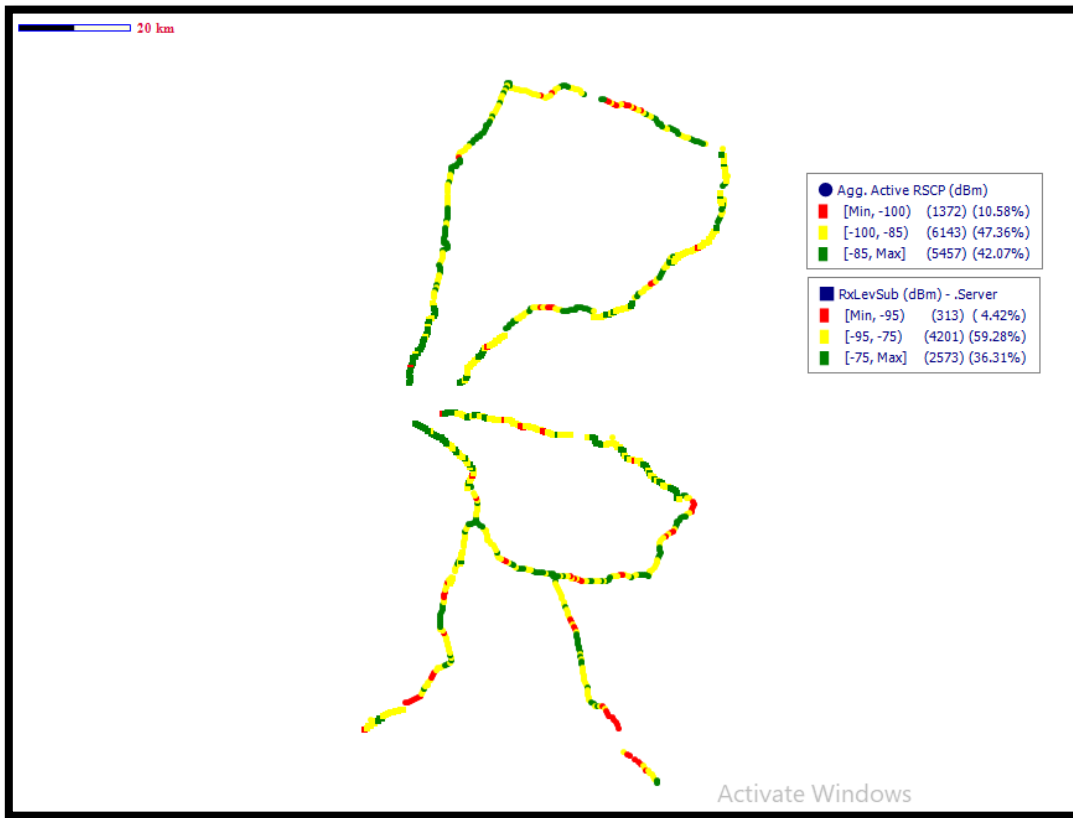 20 km
Agg. Active RSCP (dBm)
[Min, -100) (1372) (10.58%)
[-100, -85) (6143) (47.36%)
[-85, Max] (5457) (42.07%)
RxLevSub (dBm) - .Server
[Min, -95) (313) ( 4.42%)
[-95, -75) (4201) (59.28%)
[-75, Max] (2573) (36.31%)
Activate Windows